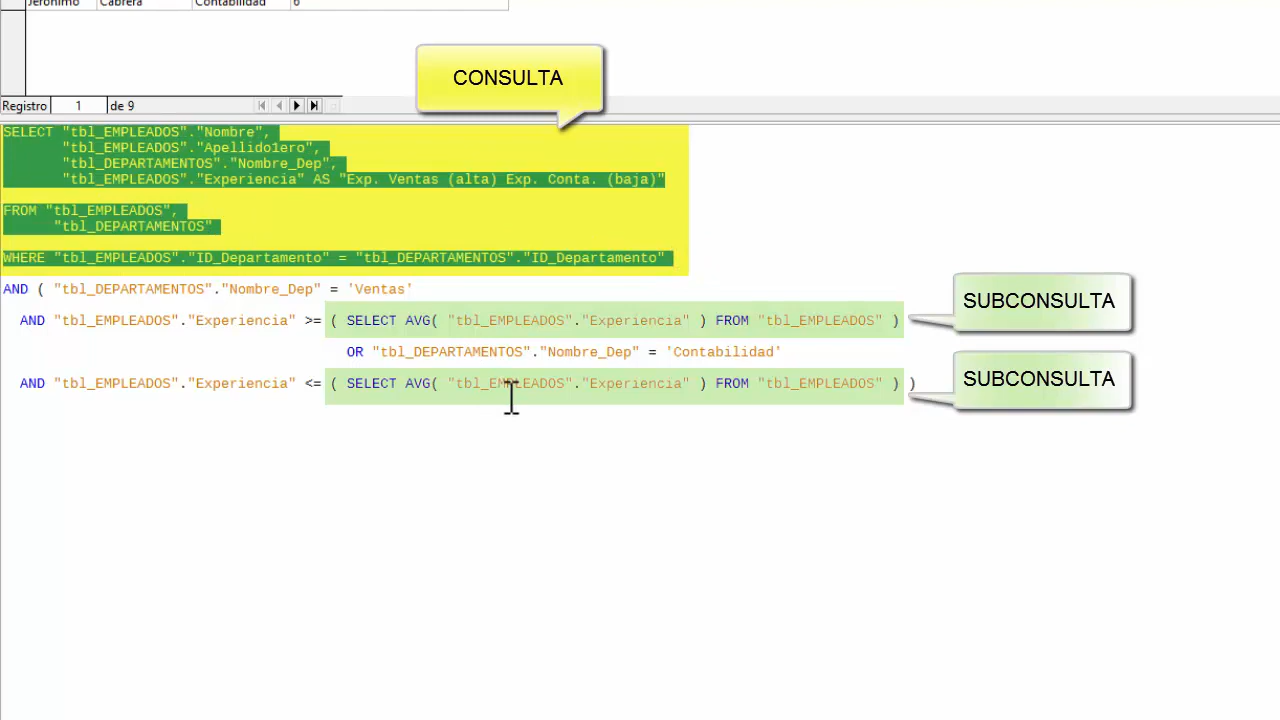 Jerónimo Cabrera Contabilidad 6
CONSULTA
Registro 1 de 9
SELECT "tbl_EMPLEADOS"."Nombre",
"tbl_EMPLEADOS"."Apellido1ero",
"tbl_DEPARTAMENTOS"."Nombre_Dep",
"tbl_EMPLEADOS"."Experiencia" AS "Exp. Ventas (alta) Exp. Conta. (baja)"
FROM "tbl_EMPLEADOS",
"tbl_DEPARTAMENTOS"
WHERE "tbl_EMPLEADOS"."ID_Departamento" = "tbl_DEPARTAMENTOS"."ID_Departamento"
AND ( "tbl_DEPARTAMENTOS"."Nombre_Dep" = 'Ventas'
SUBCONSULTA
AND "tbl_EMPLEADOS"."Experiencia" >= ( SELECT AVG( "tbl_EMPLEADOS"."Experiencia" ) FROM "tbl_EMPLEADOS" )
OR "tbl_DEPARTAMENTOS"."Nombre_Dep" = 'Contabilidad'
SUBCONSULTA
AND "tbl_EMPLEADOS"."Experiencia" <= ( SELECT AVG( "tbl_EMPLEADOS"."Experiencia" ) FROM "tbl_EMPLEADOS" ) )